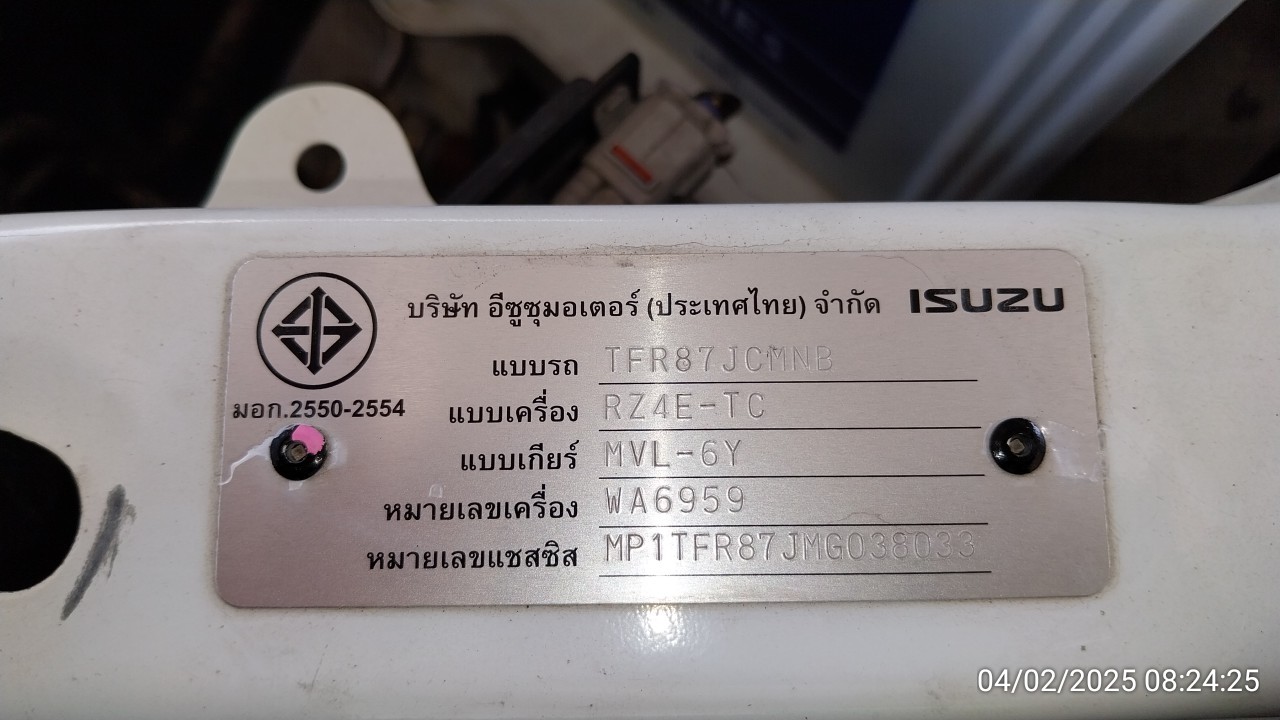 บริษัท อีซูซุมอเตอร์ (ประเทศไทย) จำกัด ISUZU
แบบรถ TFR87JCMNB
มอก.2550-2554
แบบเครื่อง RZ4E-TC
แบบเกียร์ MVL-6Y
หมายเลขเครื่อง WA6959
หมายเลขแชสซิส MP1TFR87JMG038033
04/02/2025 08:24:25